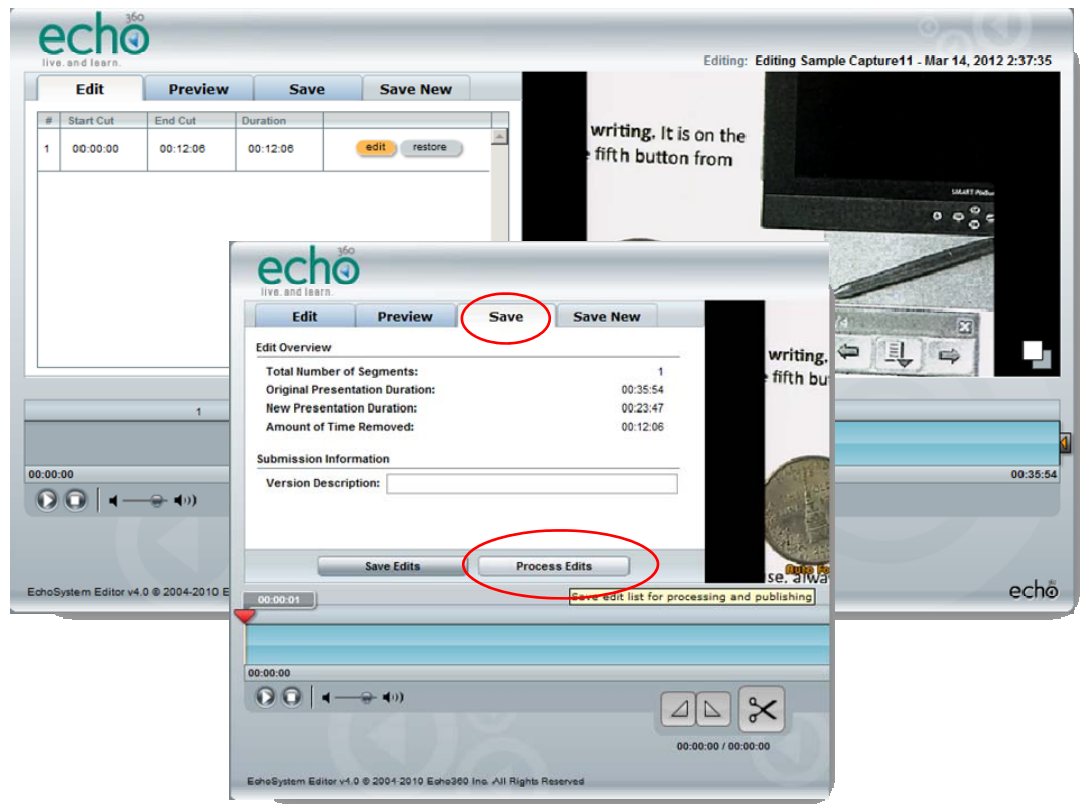 echo360
live. and learn.
Editing: Editing Sample Capture11 - Mar 14, 2012 2:37:35
Edit Preview Save Save New
# Start Cut End Cut Duration
1 00:00:00 00:12:06 00:12:06 edit restore
writing. It is on the
fifth button from
1
00:00:00
00:35:54
EchoSystem Editor v4.0 © 2004-2010 E
echo
echo360
live. and learn.
Edit Preview Save Save New
Edit Overview
Total Number of Segments: 1
Original Presentation Duration: 00:35:54
New Presentation Duration: 00:23:47
Amount of Time Removed: 00:12:06
Submission Information
Version Description:
Save Edits Process Edits
Save edit list for processing and publishing
writing.
fifth bu
se, alwa
00:00:01
00:00:00
00:00:00 / 00:00:00
EchoSystem Editor v4.0 © 2004-2010 Echo360 Inc. All Rights Reserved